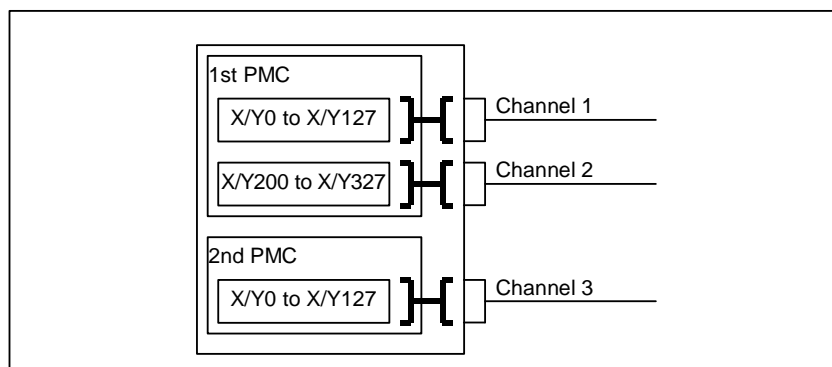 1st PMC
X/Y0 to X/Y127
Channel 1
X/Y200 to X/Y327
Channel 2
2nd PMC
X/Y0 to X/Y127
Channel 3